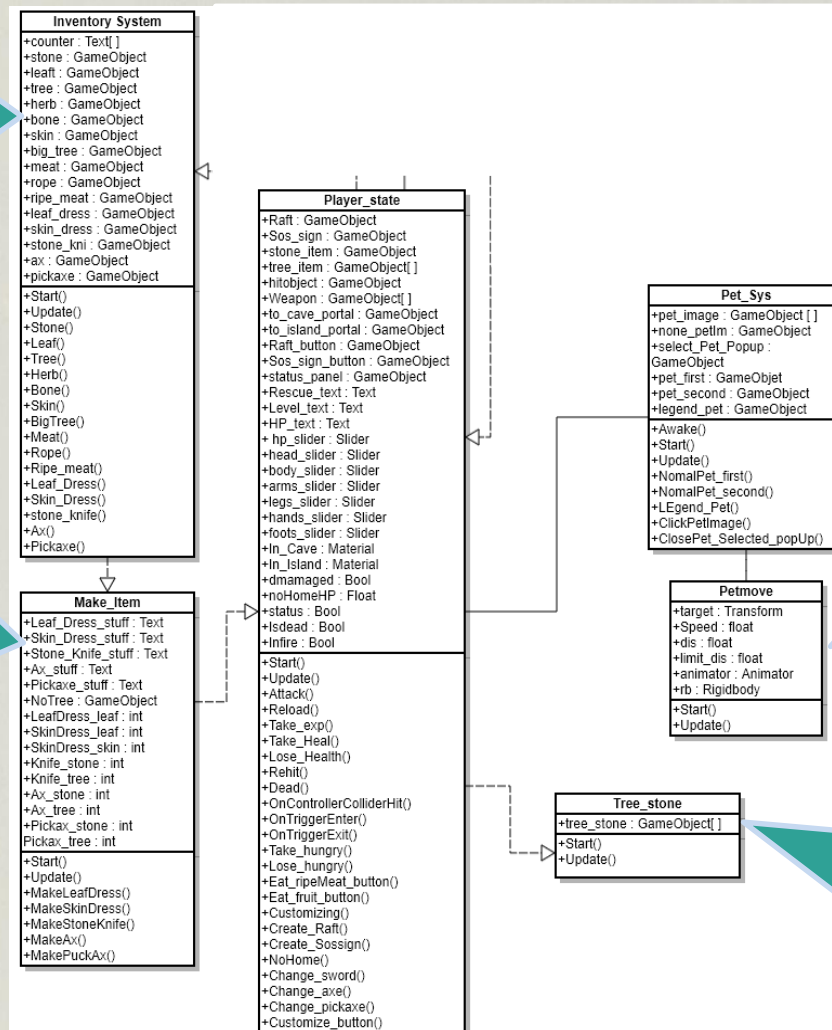 Inventory System
+counter : Text[ ]
+stone : GameObject
+leaft : GameObject
+tree : GameObject
+herb : GameObject
+bone : GameObject
+skin : GameObject
+big_tree : GameObject
+meat : GameObject
+rope : GameObject
+ripe_meat : GameObject
+leaf_dress : GameObject
+skin_dress : GameObject
+stone_kni : GameObject
+ax : GameObject
+pickaxe : GameObject
+Start()
+Update()
+Stone()
+Leaf()
+Tree()
+Herb()
+Bone()
+Skin()
+BigTree()
+Meat()
+Rope()
+Ripe_meat()
+Leaf_Dress()
+Skin_Dress()
+stone_knife()
+Ax()
+Pickaxe()
Make_Item
+Leaf_Dress_stuff : Text
+Skin_Dress_stuff : Text
+Stone_Knife_stuff : Text
+Ax_stuff : Text
+Pickaxe_stuff : Text
+NoTree : GameObject
+LeafDress_leaf : int
+SkinDress_leaf : int
+SkinDress_skin : int
+Knife_stone : int
+Knife_tree : int
+Ax_stone : int
+Ax_tree : int
+Pickax_stone : int
Pickax_tree : int
+Start()
+Update()
+MakeLeafDress()
+MakeSkinDress()
+MakeStoneKnife()
+MakeAx()
+MakePuckAx()
Player_state
+Raft : GameObject
+Sos_sign : GameObject
+stone_item : GameObject
+tree_item : GameObject[ ]
+hitobject : GameObject
+Weapon : GameObject[ ]
+to_cave_portal : GameObject
+to_island_portal : GameObject
+Raft_button : GameObject
+Sos_sign_button : GameObject
+status_panel : GameObject
+Rescue_text : Text
+Level_text : Text
+HP_text : Text
+ hp_slider : Slider
+head_slider : Slider
+body_slider : Slider
+arms_slider : Slider
+legs_slider : Slider
+hands_slider : Slider
+foots_slider : Slider
+In_Cave : Material
+In_Island : Material
+dmamaged : Bool
+noHomeHP : Float
+status : Bool
+Isdead : Bool
+Infire : Bool
+Start()
+Update()
+Attack()
+Reload()
+Take_exp()
+Take_Heal()
+Lose_Health()
+Rehit()
+Dead()
+OnControllerColliderHit()
+OnTriggerEnter()
+OnTriggerExit()
+Take_hungry()
+Lose_hungry()
+Eat_ripeMeat_button()
+Eat_fruit_button()
+Customizing()
+Create_Raft()
+Create_Sossign()
+NoHome()
+Change_sword()
+Change_axe()
+Change_pickaxe()
+Customize_button()
Pet_Sys
+pet_image : GameObject [ ]
+none_petIm : GameObject
+select_Pet_Popup :
GameObject
+pet_first : GameObjet
+pet_second : GameObject
+legend_pet : GameObject
+Awake()
+Start()
+Update()
+NomalPet_first()
+NomalPet_second()
+LEgend_Pet()
+ClickPetImage()
+ClosePet_Selected_popUp()
Petmove
+target : Transform
+Speed : float
+dis : float
+limit_dis : float
+animator : Animator
+rb : Rigidbody
+Start()
+Update()
Tree_stone
+tree_stone : GameObject[ ]
+Start()
+Update()